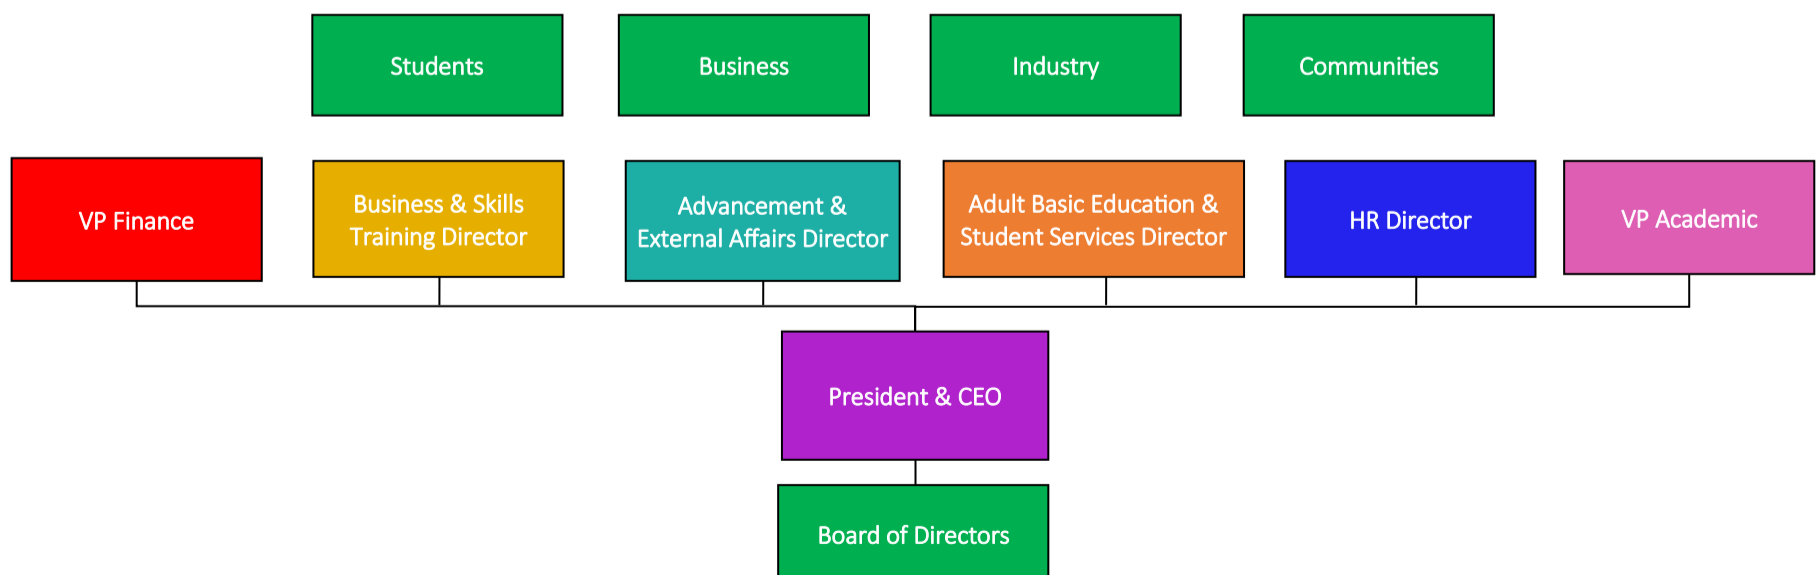 Students
Business
Industry
Communities
VP Finance
Business & Skills
Training Director
Advancement &
External Affairs Director
Adult Basic Education &
Student Services Director
HR Director
VP Academic
President & CEO
Board of Directors